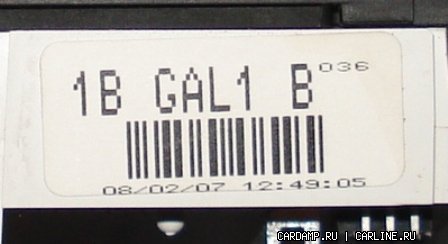 1B GAL1 B 036
08/02/07 12:49:05
CARDAMP.RU | CARLINE.RU